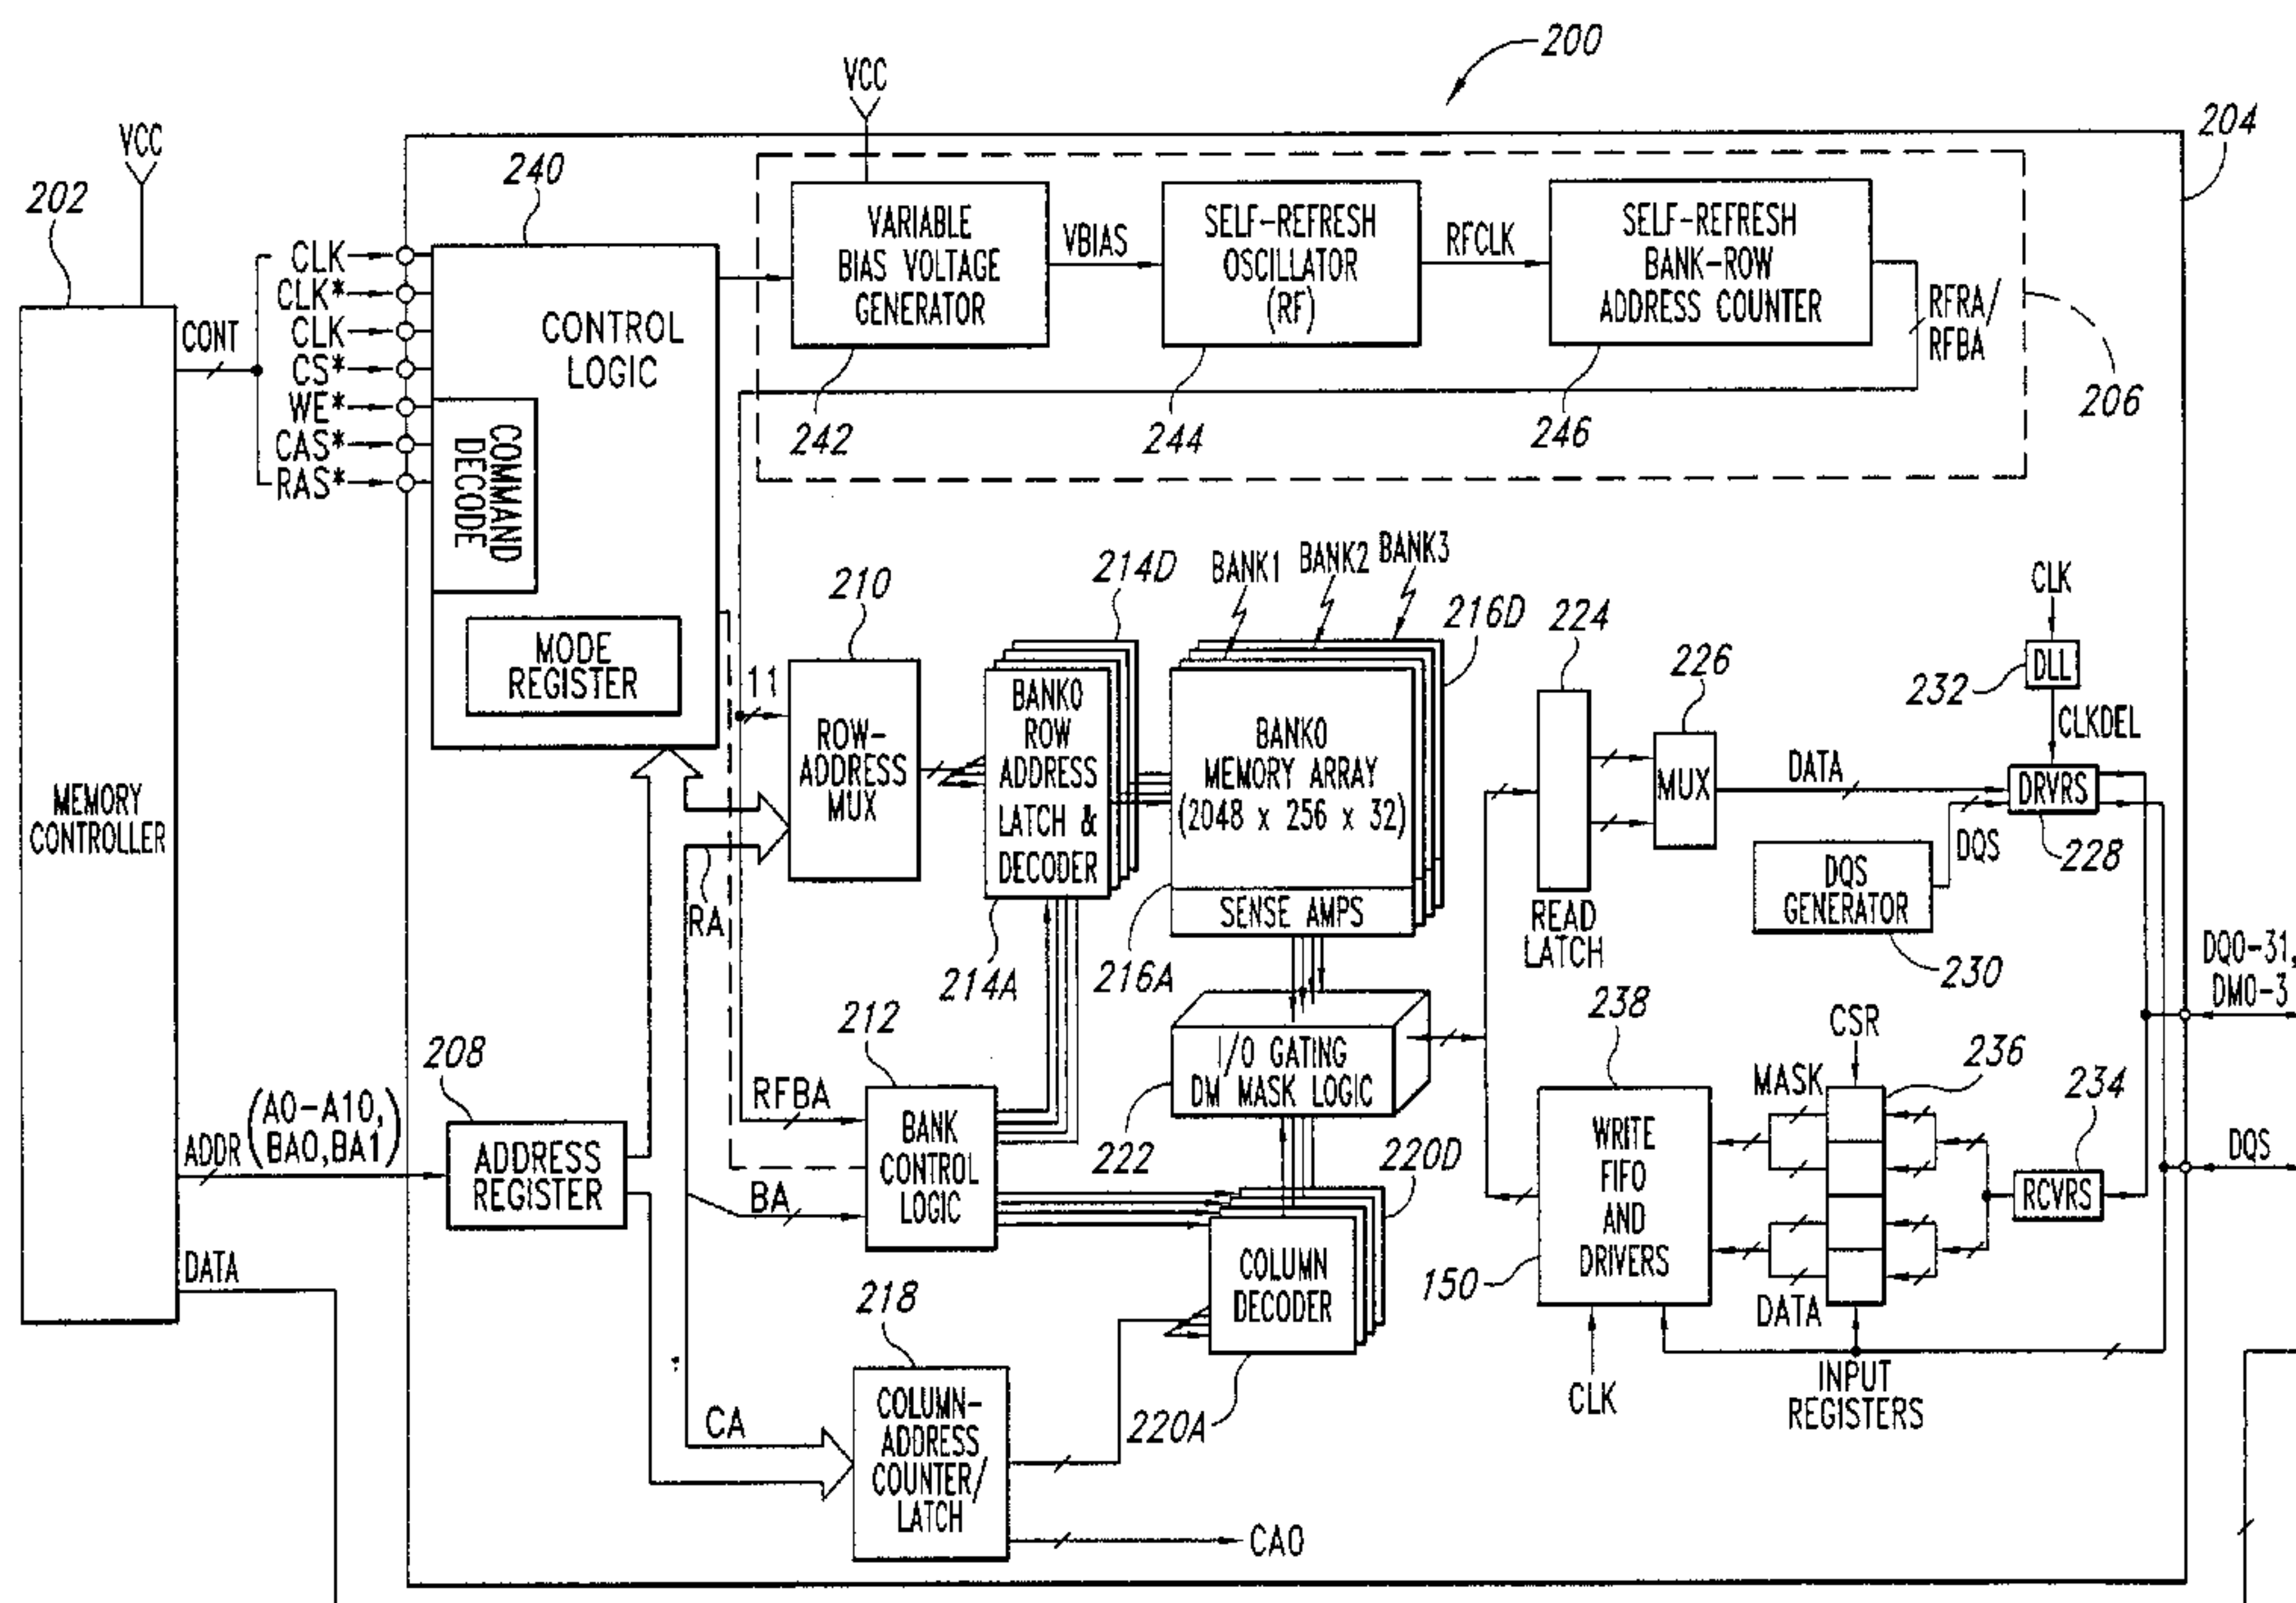 200
VCC
VCC
204
240
202
CLK
CLK*
CLK
CS*
WE*
CAS*
RAS*
CONT
CONTROL
LOGIC
COMMAND
DECODE
MODE
REGISTER
VARIABLE
BIAS VOLTAGE
GENERATOR
VBIAS
SELF-REFRESH
OSCILLATOR
(RF)
RFCLK
SELF-REFRESH
BANK-ROW
ADDRESS COUNTER
RFRA/
RFBA
206
242
244
246
MEMORY
CONTROLLER
210
11
ROW-
ADDRESS
MUX
214D
BANK0
ROW
ADDRESS
LATCH &
DECODER
214A
BANK1
BANK2
BANK3
216D
BANK0
MEMORY ARRAY
(2048 x 256 x 32)
SENSE AMPS
216A
224
READ
LATCH
226
MUX
DATA
CLK
DLL
232
CLKDEL
DRVRS
228
DQS
DQS
GENERATOR
230
RA
DQ0-31,
DM0-3
212
RFBA
BANK
CONTROL
LOGIC
BA
I/O GATING
DM MASK LOGIC
222
220D
COLUMN
DECODER
220A
238
WRITE
FIFO
AND
DRIVERS
150
CLK
MASK
DATA
CSR
236
234
RCVRS
INPUT
REGISTERS
DQS
208
ADDR
(A0-A10,
BA0,BA1)
ADDRESS
REGISTER
DATA
218
CA
COLUMN-
ADDRESS
COUNTER/
LATCH
CA0